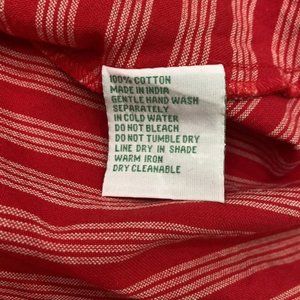 100% COTTON
MADE IN INDIA
GENTLE HAND WASH
SEPARATELY
IN COLD WATER
DO NOT BLEACH
DO NOT TUMBLE DRY
LINE DRY IN SHADE
WARM IRON
DRY CLEANABLE